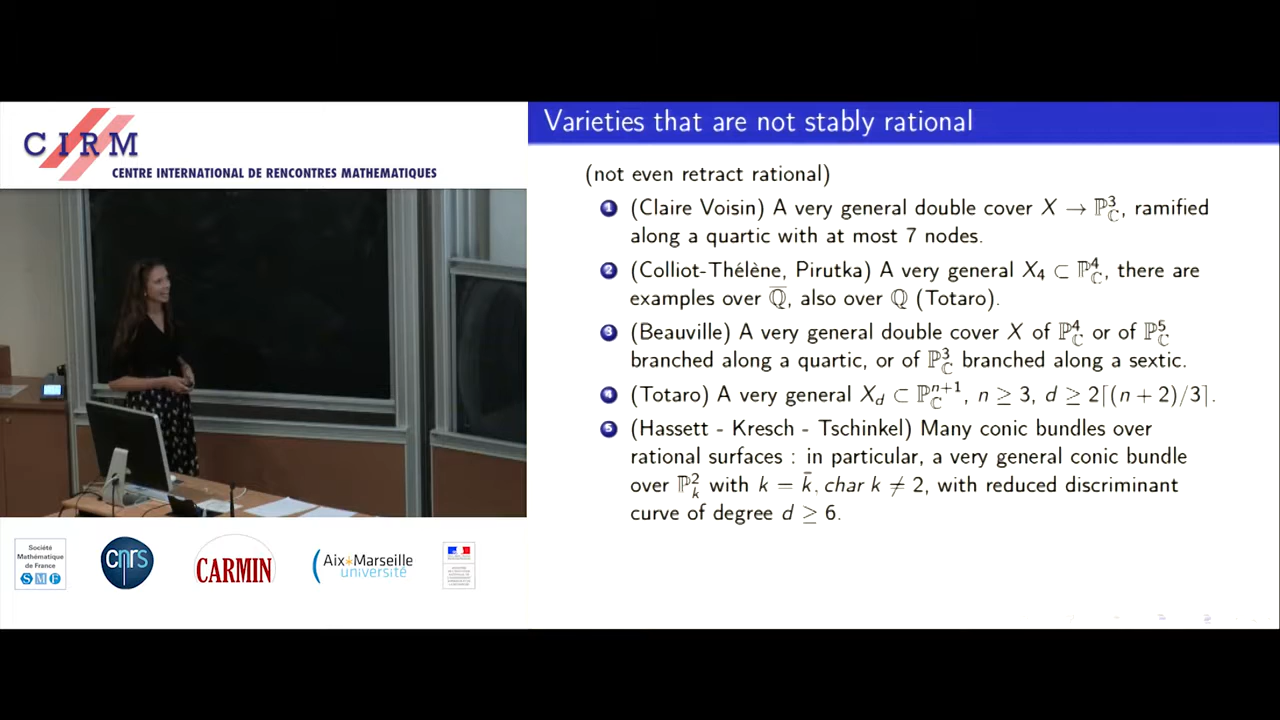 CIRM
CENTRE INTERNATIONAL DE RENCONTRES MATHEMATIQUES
Varieties that are not stably rational
(not even retract rational)
1 (Claire Voisin) A very general double cover X → ℙ³_ℂ, ramified
along a quartic with at most 7 nodes.
2 (Colliot-Thélène, Pirutka) A very general X₄ ⊂ ℙ⁴_ℂ, there are
examples over ℚ̅, also over ℚ (Totaro).
3 (Beauville) A very general double cover X of ℙ⁴_ℂ or of ℙ⁵_ℂ
branched along a quartic, or of ℙ³_ℂ branched along a sextic.
4 (Totaro) A very general X_d ⊂ ℙ^{n+1}_ℂ, n ≥ 3, d ≥ 2⌈(n + 2)/3⌉.
5 (Hassett - Kresch - Tschinkel) Many conic bundles over
rational surfaces : in particular, a very general conic bundle
over ℙ²_k with k = k̄, char k ≠ 2, with reduced discriminant
curve of degree d ≥ 6.
Société
Mathématique
de France
SMF
cnrs
CARMIN
Aix*Marseille
université